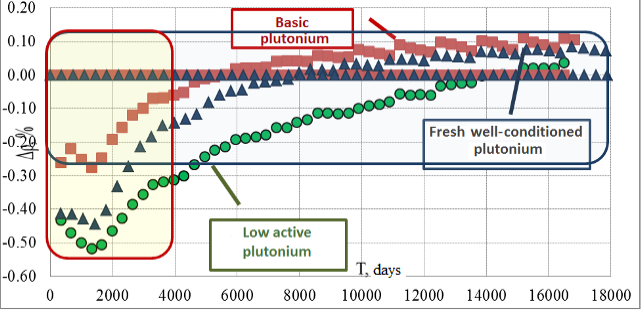 0.20
Basic
plutonium
0.10
0.00
-0.10
-0.20
Δρ, %
-0.30
Fresh well-conditioned
plutonium
Low active
plutonium
-0.40
-0.50
T, days
-0.60
0 2000 4000 6000 8000 10000 12000 14000 16000 18000